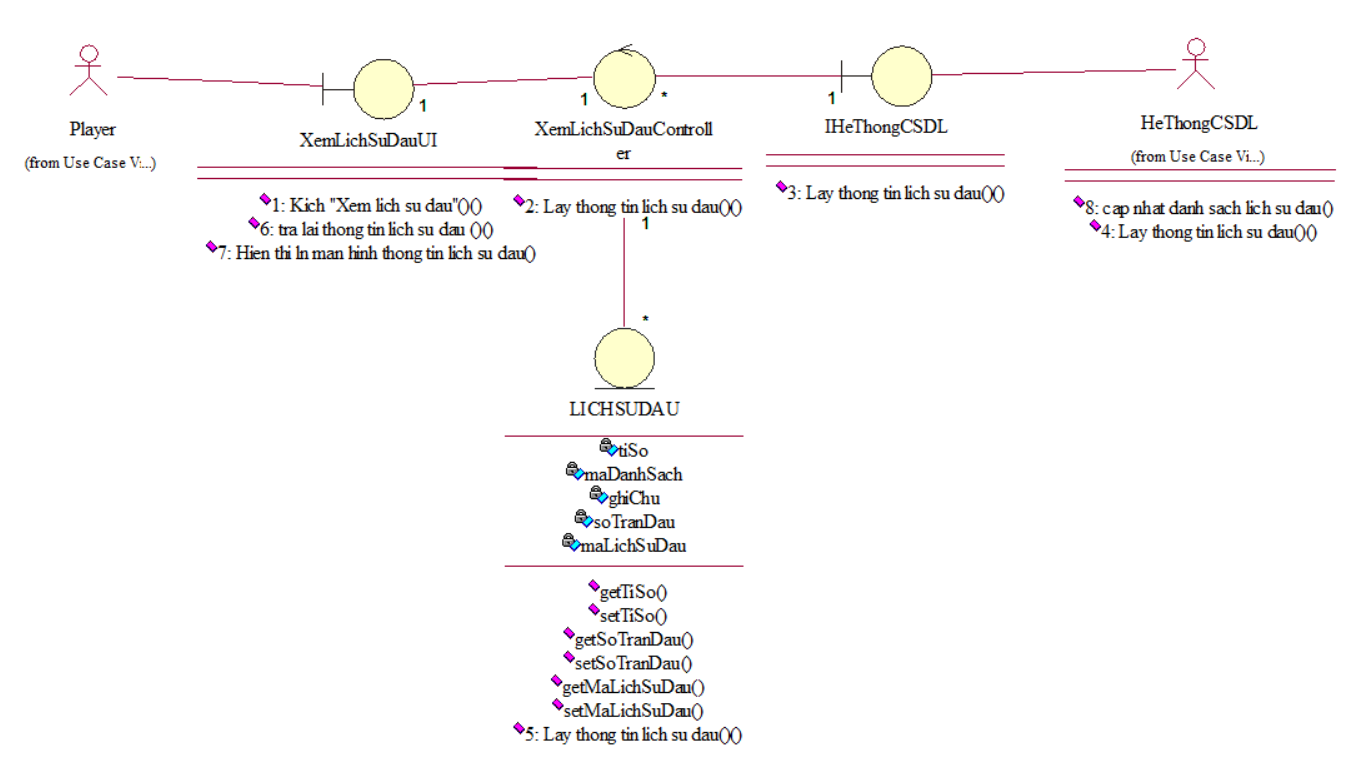 Player
(from Use Case V:...)
1
XemLichSuDauUI
1: Kich "Xem lich su dau"()()
6: tra lai thong tin lich su dau ()()
7: Hien thi ln man hinh thong tin lich su dau()
1
*
XemLichSuDauControll
er
2: Lay thong tin lich su dau()()
1
1
IHeThongCSDL
3: Lay thong tin lich su dau()()
HeThongCSDL
(from Use Case Vi...)
8: cap nhat danh sach lich su dau()
4: Lay thong tin lich su dau()()
*
LICHSUDAU
tiSo
maDanhSach
ghiChu
soTranDau
maLichSuDau
getTiSo()
setTiSo()
getSoTranDau()
setSoTranDau()
getMaLichSuDau()
setMaLichSuDau()
5: Lay thong tin lich su dau()()